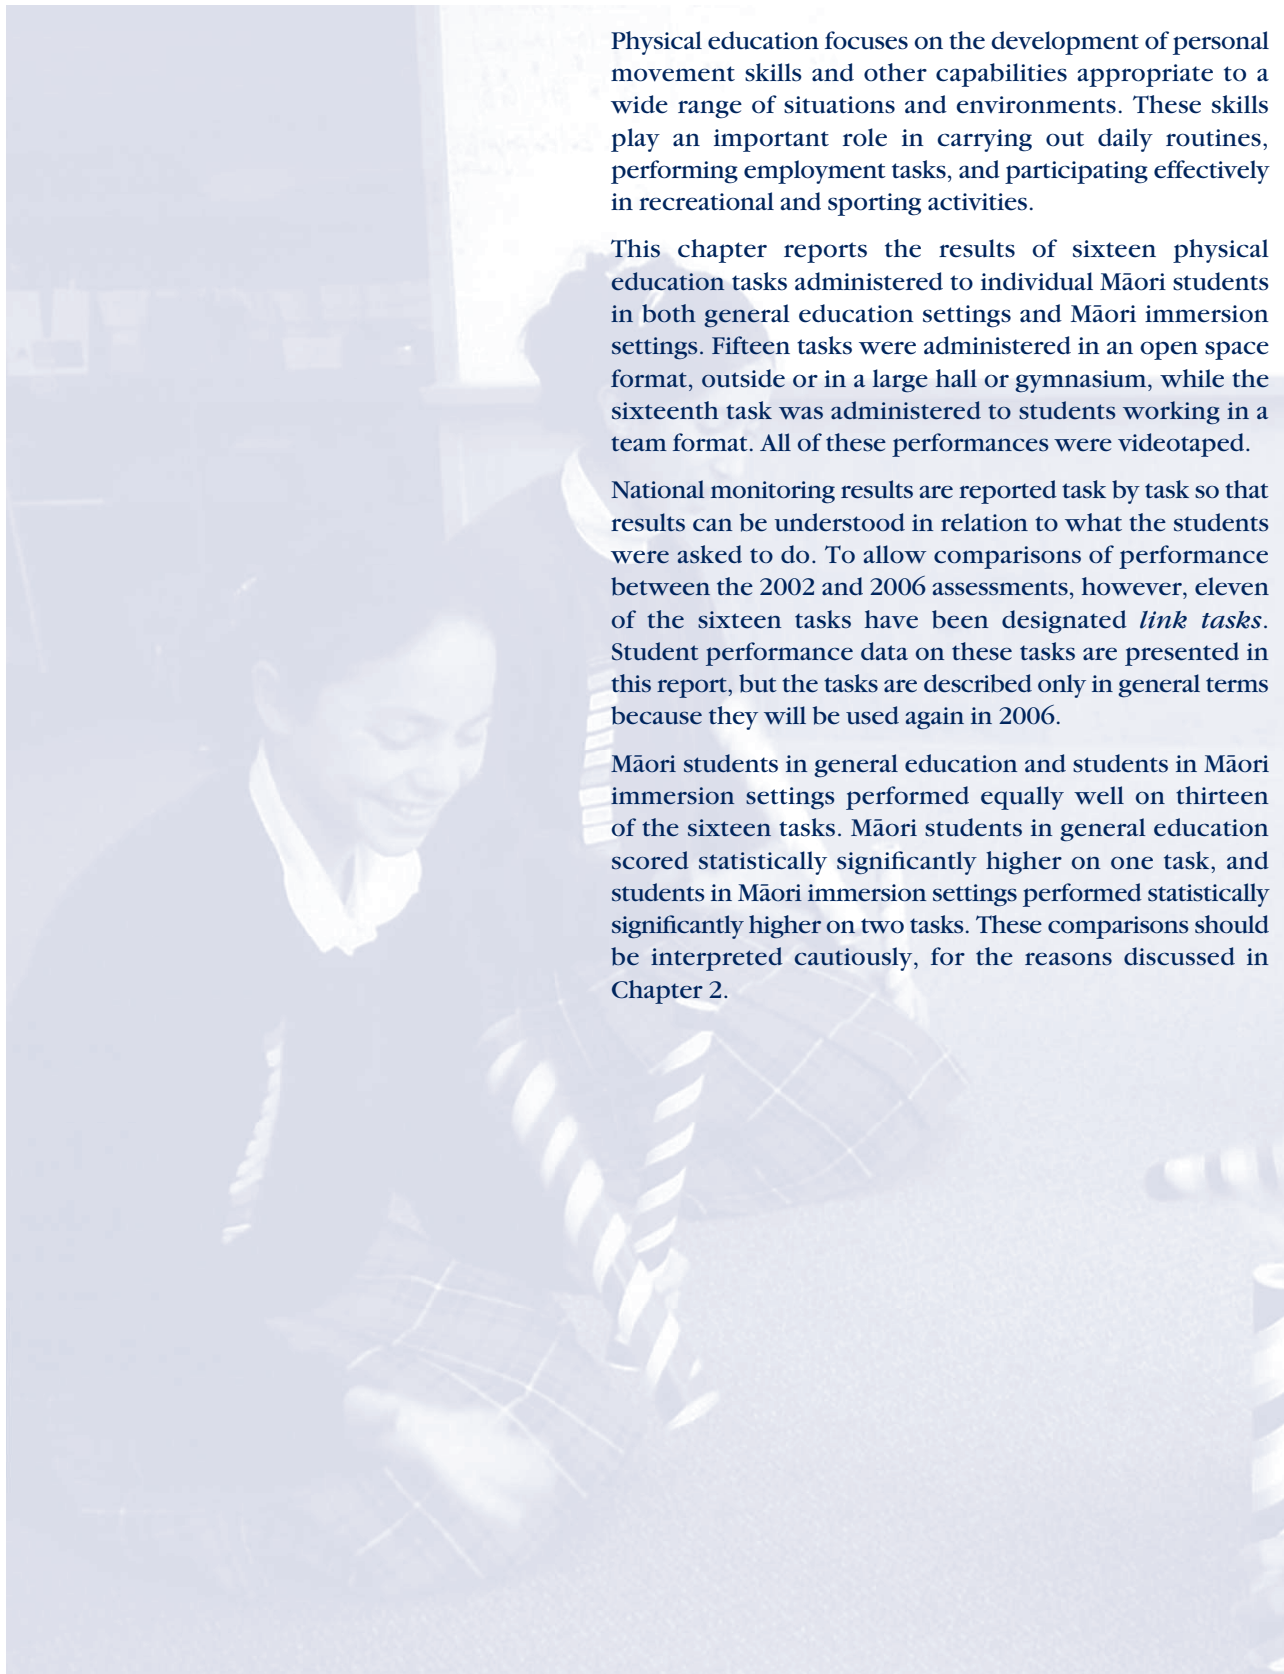 Physical education focuses on the development of personal
movement skills and other capabilities appropriate to a
wide range of situations and environments. These skills
play an important role in carrying out daily routines,
performing employment tasks, and participating effectively
in recreational and sporting activities.
This chapter reports the results of sixteen physical
education tasks administered to individual Māori students
in both general education settings and Māori immersion
settings. Fifteen tasks were administered in an open space
format, outside or in a large hall or gymnasium, while the
sixteenth task was administered to students working in a
team format. All of these performances were videotaped.
National monitoring results are reported task by task so that
results can be understood in relation to what the students
were asked to do. To allow comparisons of performance
between the 2002 and 2006 assessments, however, eleven
of the sixteen tasks have been designated link tasks.
Student performance data on these tasks are presented in
this report, but the tasks are described only in general terms
because they will be used again in 2006.
Māori students in general education and students in Māori
immersion settings performed equally well on thirteen
of the sixteen tasks. Māori students in general education
scored statistically significantly higher on one task, and
students in Māori immersion settings performed statistically
significantly higher on two tasks. These comparisons should
be interpreted cautiously, for the reasons discussed in
Chapter 2.